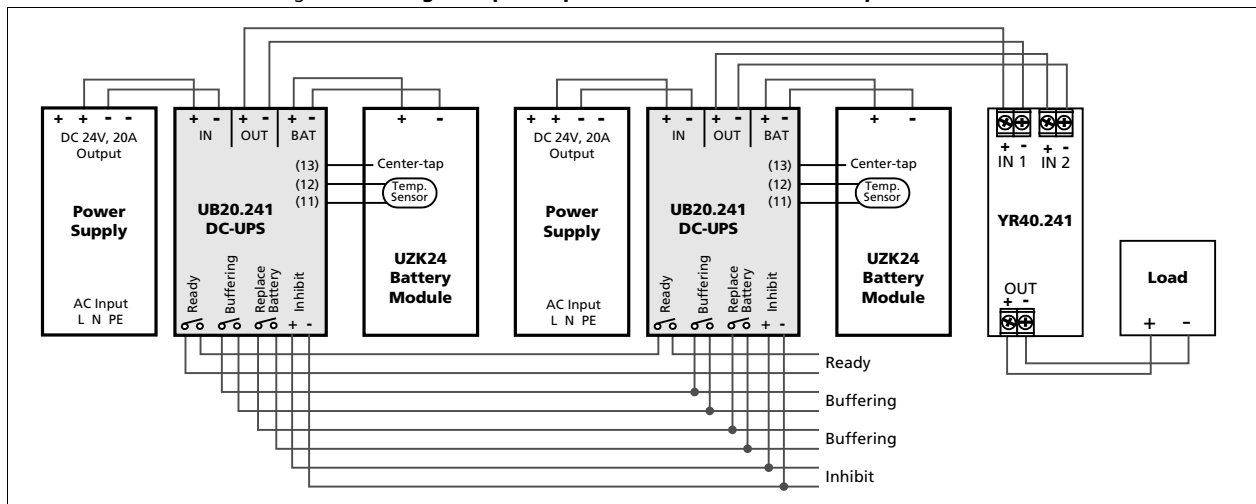 + + - -
DC 24V, 20A
Output
Power
Supply
AC Input
L N PE
+ - + - + -
IN OUT BAT
(13)
(12)
(11)
UB20.241
DC-UPS
Ready
Buffering
Replace
Battery
Inhibit
+ -
+ -
Center-tap
Temp.
Sensor
UZK24
Battery
Module
+ + - -
DC 24V, 20A
Output
Power
Supply
AC Input
L N PE
+ - + - + -
IN OUT BAT
(13)
(12)
(11)
UB20.241
DC-UPS
Ready
Buffering
Replace
Battery
Inhibit
+ -
+ -
Center-tap
Temp.
Sensor
UZK24
Battery
Module
+ - + -
IN 1 IN 2
YR40.241
OUT
+ -
Load
+ -
Ready
Buffering
Buffering
Inhibit